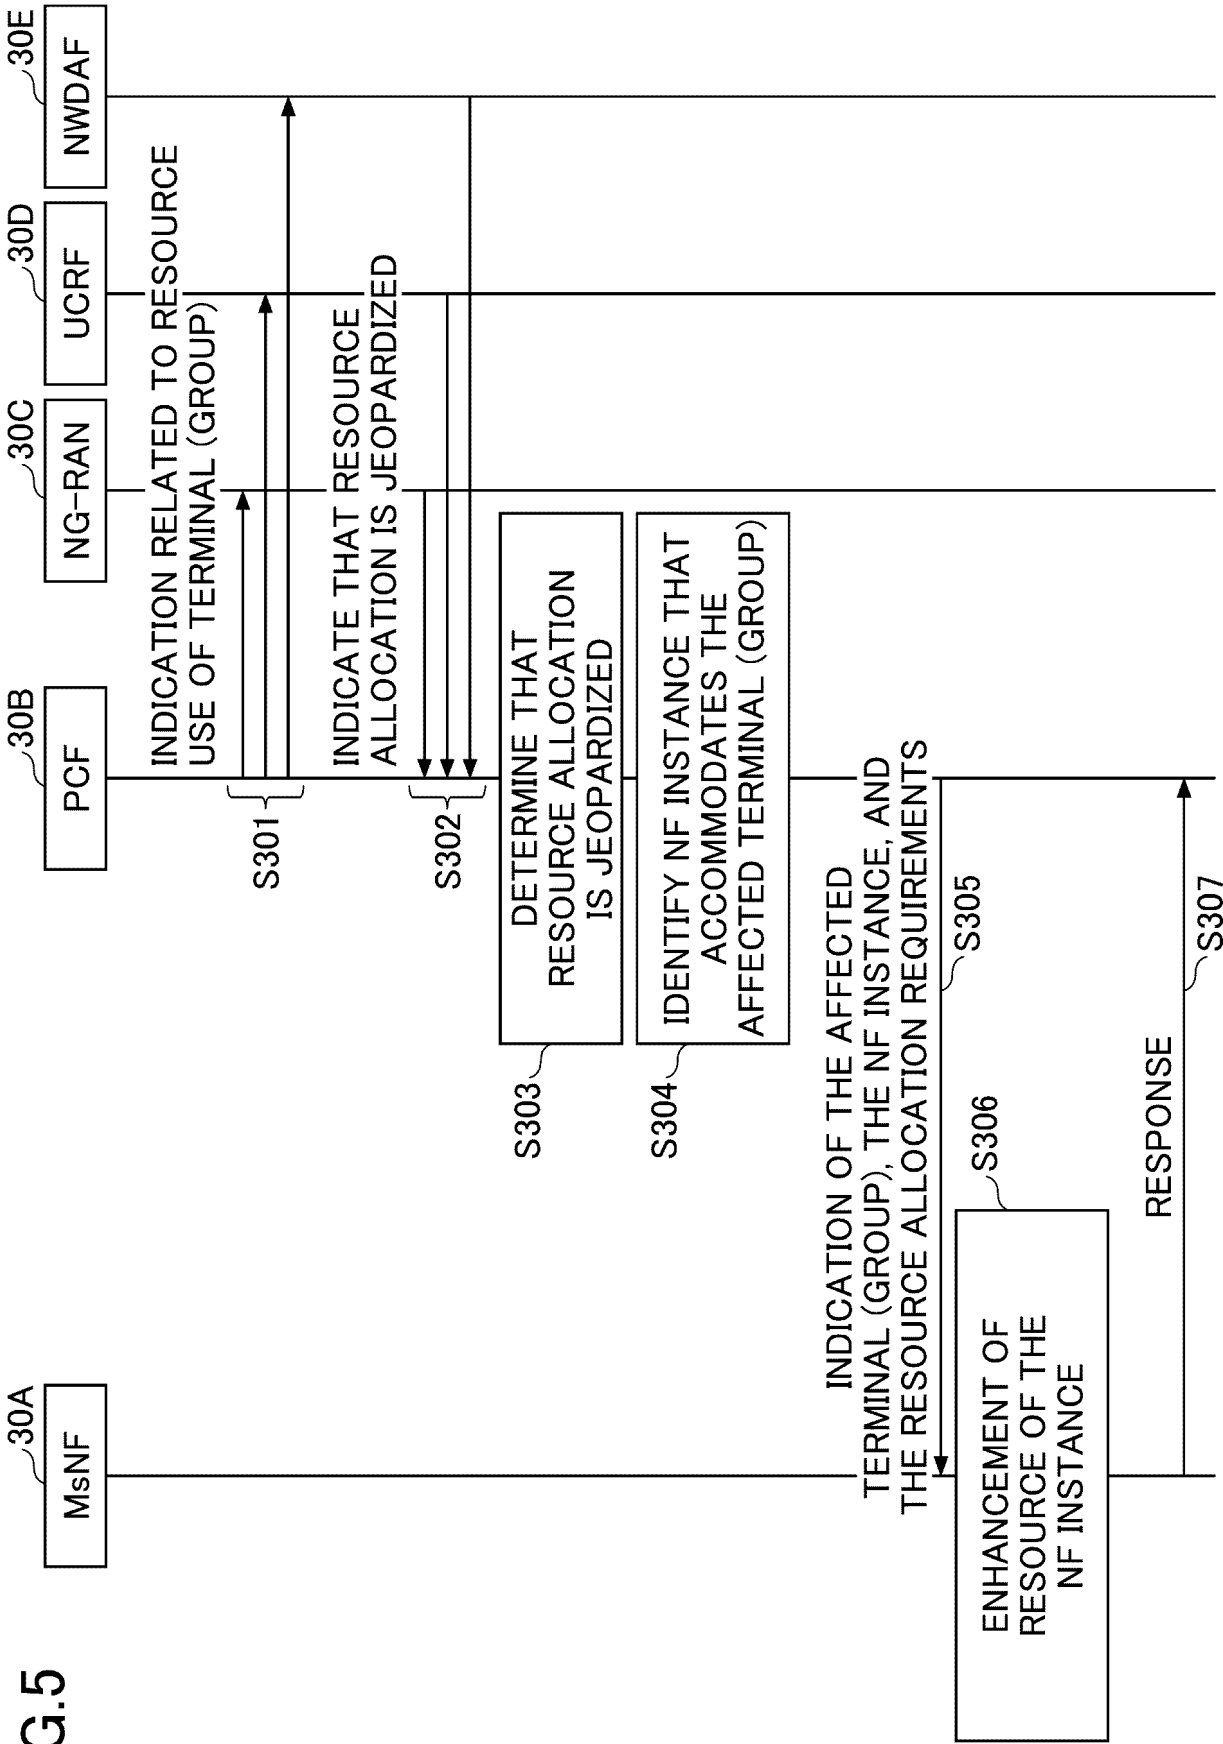 G.5
30A
MsNF
30B
PCF
30C
NG-RAN
30D
UCRF
30E
NWDAF
INDICATION RELATED TO RESOURCE
USE OF TERMINAL (GROUP)
S301
INDICATE THAT RESOURCE
ALLOCATION IS JEOPARDIZED
S302
DETERMINE THAT
RESOURCE ALLOCATION
IS JEOPARDIZED
S303
IDENTIFY NF INSTANCE THAT
ACCOMMODATES THE
AFFECTED TERMINAL (GROUP)
S304
INDICATION OF THE AFFECTED
TERMINAL (GROUP), THE NF INSTANCE, AND
THE RESOURCE ALLOCATION REQUIREMENTS
S305
S306
ENHANCEMENT OF
RESOURCE OF THE
NF INSTANCE
RESPONSE
S307